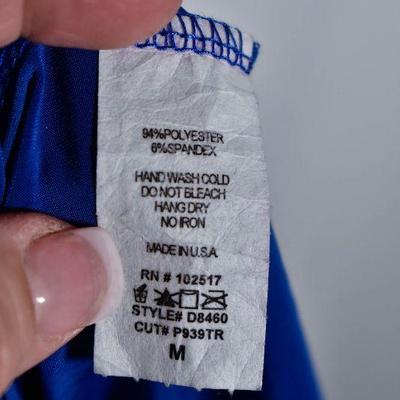 94%POLYESTER
6%SPANDEX
HAND WASH COLD
DO NOT BLEACH
HANG DRY
NO IRON
MADE IN U.S.A.
RN # 102517
STYLE# D8460
CUT# P939TR
M